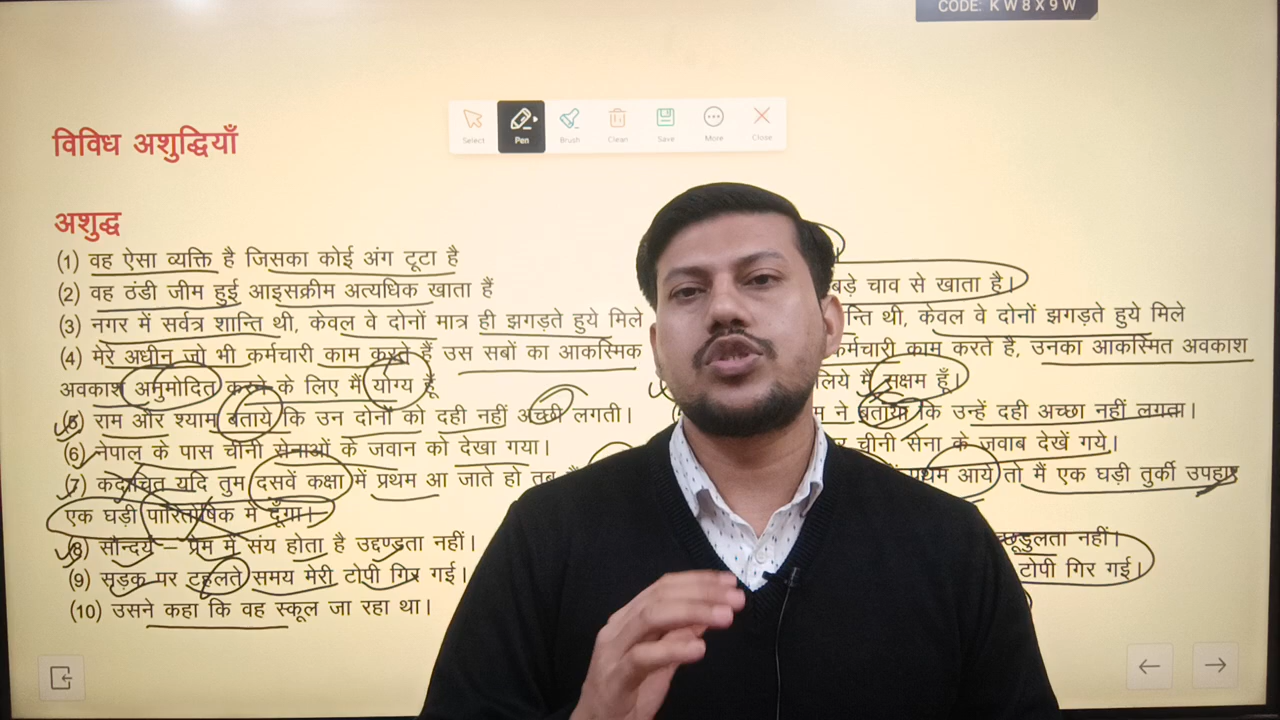 CODE: KW8X9W
Select Pen Brush Clean Save More Close
विविध अशुद्धियाँ
अशुद्ध
(1) वह ऐसा व्यक्ति है जिसका कोई अंग टूटा है
(2) वह ठंडी जीम हुई आइसक्रीम अत्यधिक खाता हैं
बड़े चाव से खाता है।
(3) नगर में सर्वत्र शान्ति थी, केवल वे दोनों मात्र ही झगड़ते हुये मिले
न्ति थी, केवल वे दोनों झगड़ते हुये मिले
(4) मेरे अधीन जो भी कर्मचारी काम करते हैं उस सबों का आकस्मिक
कर्मचारी काम करते हैं, उनका आकस्मित अवकाश
अवकाश अनुमोदित करने के लिए मैं योग्य हूँ
लिये मैं सक्षम हूँ।
(5) राम और श्याम बताये कि उन दोनों को दही नहीं अच्छी लगती।
ने बताया कि उन्हें दही अच्छा नहीं लगता।
(6) नेपाल के पास चीनी सेनाओं के जवान को देखा गया।
चीनी सेना के जवाब देखें गये।
(7) कदाचित यदि तुम दसवें कक्षा में प्रथम आ जाते हो तब
प्रथम आये तो मैं एक घड़ी तुर्की उपहार
एक घड़ी पारितोषिक में दूँगा।
(8) सौन्दर्य – प्रेम में संय होता है उद्दण्डता नहीं।
नहीं।
(9) सड़क पर टहलते समय मेरी टोपी गिर गई।
टोपी गिर गई।
(10) उसने कहा कि वह स्कूल जा रहा था।